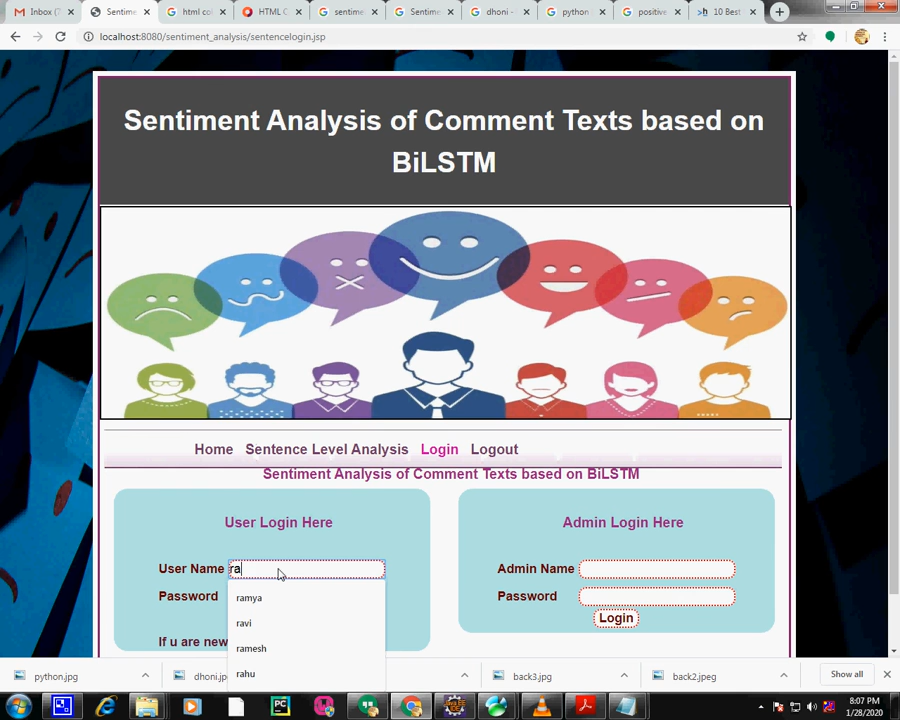 Inbox (7
Sentime
html col
HTML C
sentime
Sentime
dhoni -
python
positive
10 Best
localhost:8080/sentiment_analysis/sentencelogin.jsp
Sentiment Analysis of Comment Texts based on
BiLSTM
Home Sentence Level Analysis Login Logout
Sentiment Analysis of Comment Texts based on BiLSTM
User Login Here
User Name ra
Password
ramya
ravi
ramesh
rahu
If u are new
Admin Login Here
Admin Name
Password
Login
python.jpg
dhoni.jp
back3.jpg
back2.jpeg
Show all
PC
8:07 PM
1/28/2020